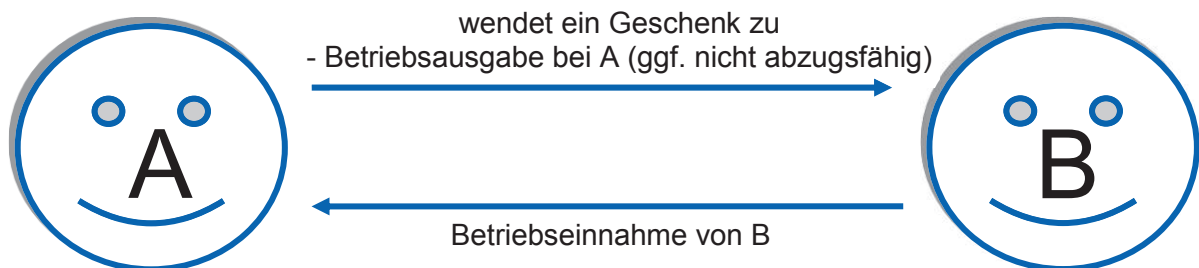 wendet ein Geschenk zu
- Betriebsausgabe bei A (ggf. nicht abzugsfähig)
A
B
Betriebseinnahme von B